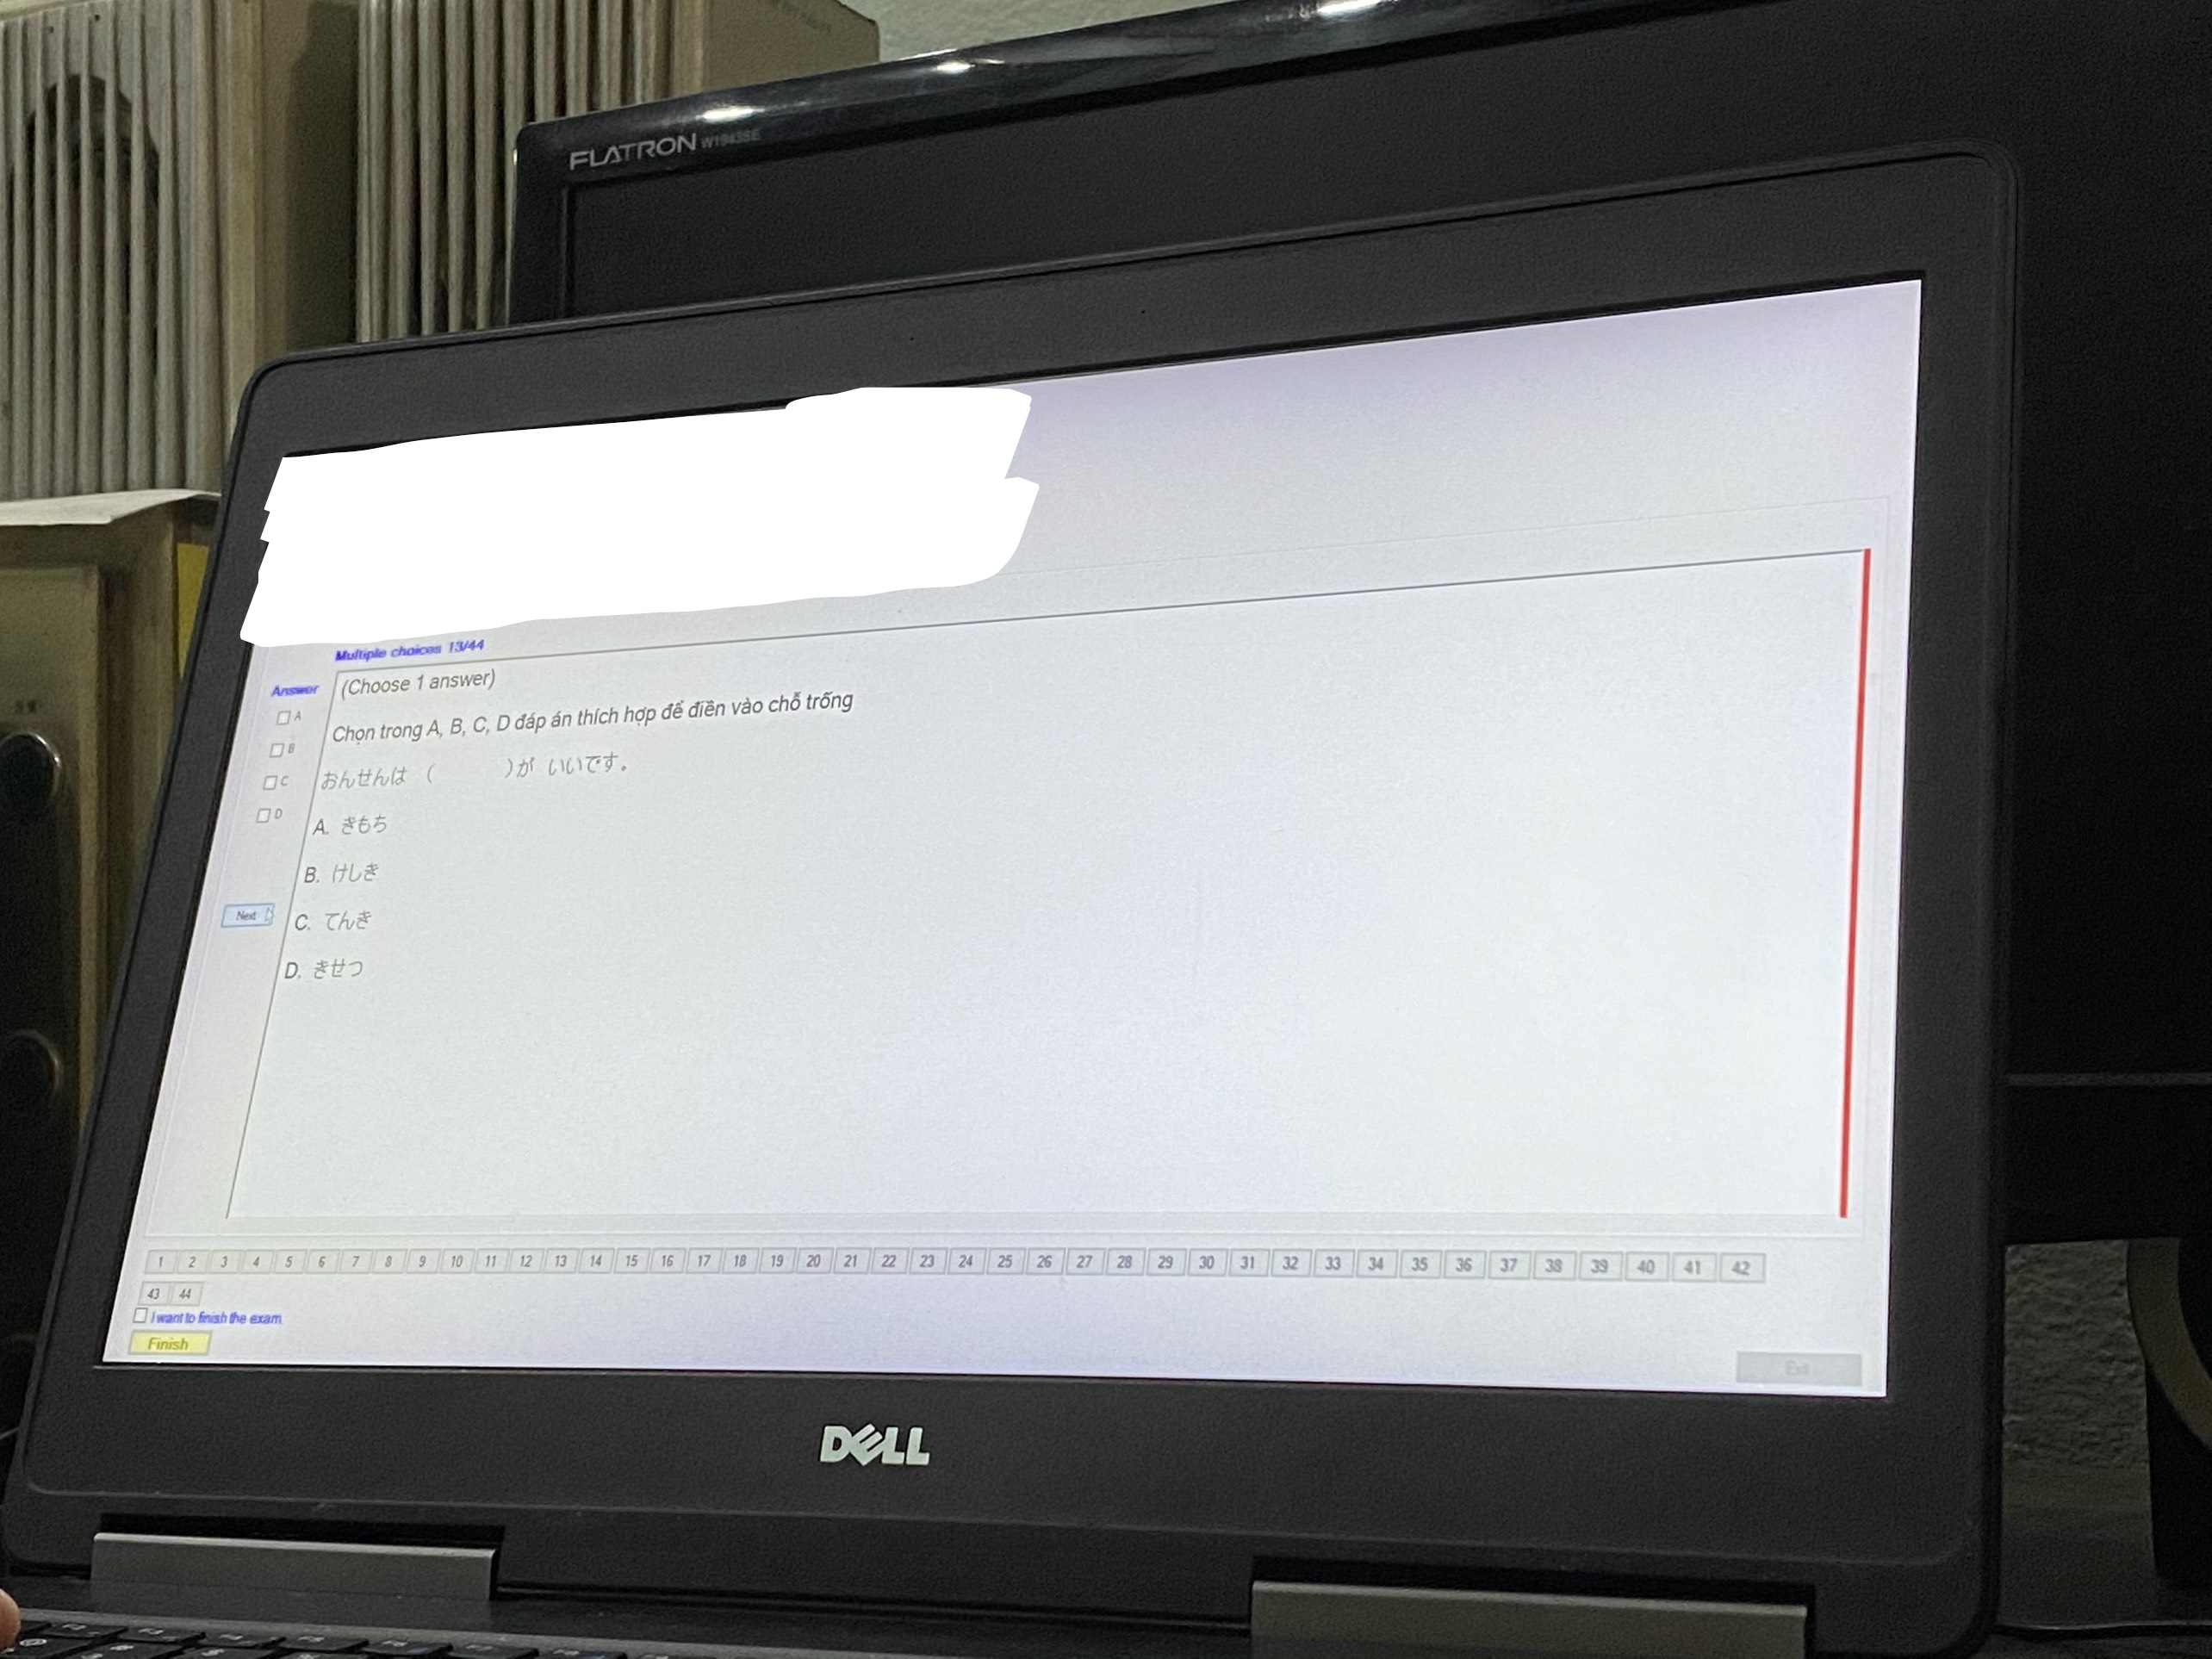 FLATRON W1943SE
Multiple choices 13/44
Answer
(Choose 1 answer)
A
Chọn trong A, B, C, D đáp án thích hợp để điền vào chỗ trống
B
おんせんは ( )が いいです。
C
D
A. きもち
B. けしき
Next
C. てんき
D. きせつ
1 2 3 4 5 6 7 8 9 10 11 12 13 14 15 16 17 18 19 20 21 22 23 24 25 26 27 28 29 30 31 32 33 34 35 36 37 38 39 40 41 42
43 44
I want to finish the exam.
Finish
Exit
DELL